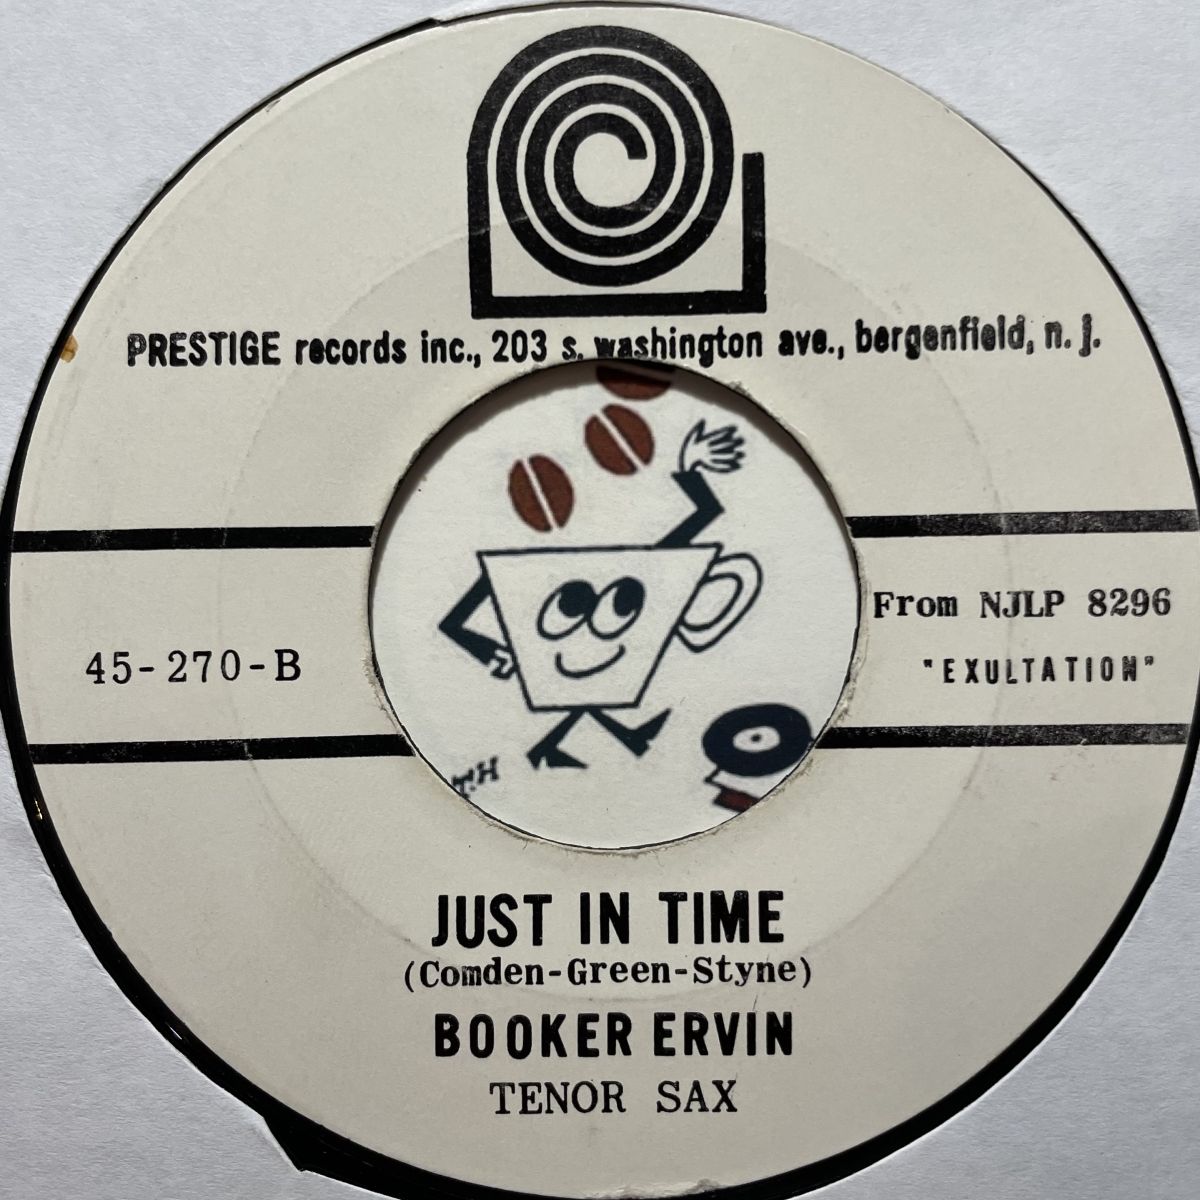 PRESTIGE records inc., 203 s. washington ave., bergenfield, n. j.
45-270-B
From NJLP 8296
"EXULTATION"
T.H
JUST IN TIME
(Comden-Green-Styne)
BOOKER ERVIN
TENOR SAX